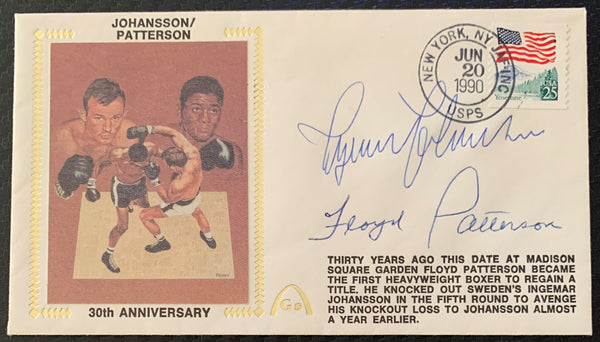 JOHANSSON/
PATTERSON
30th ANNIVERSARY
NEW YORK, NY
JUN
20
1990
USPS
Yosemite
USA
25
Floyd Patterson
Gs
THIRTY YEARS AGO THIS DATE AT MADISON
SQUARE GARDEN FLOYD PATTERSON BECAME
THE FIRST HEAVYWEIGHT BOXER TO REGAIN A
TITLE. HE KNOCKED OUT SWEDEN'S INGEMAR
JOHANSSON IN THE FIFTH ROUND TO AVENGE
HIS KNOCKOUT LOSS TO JOHANSSON ALMOST
A YEAR EARLIER.